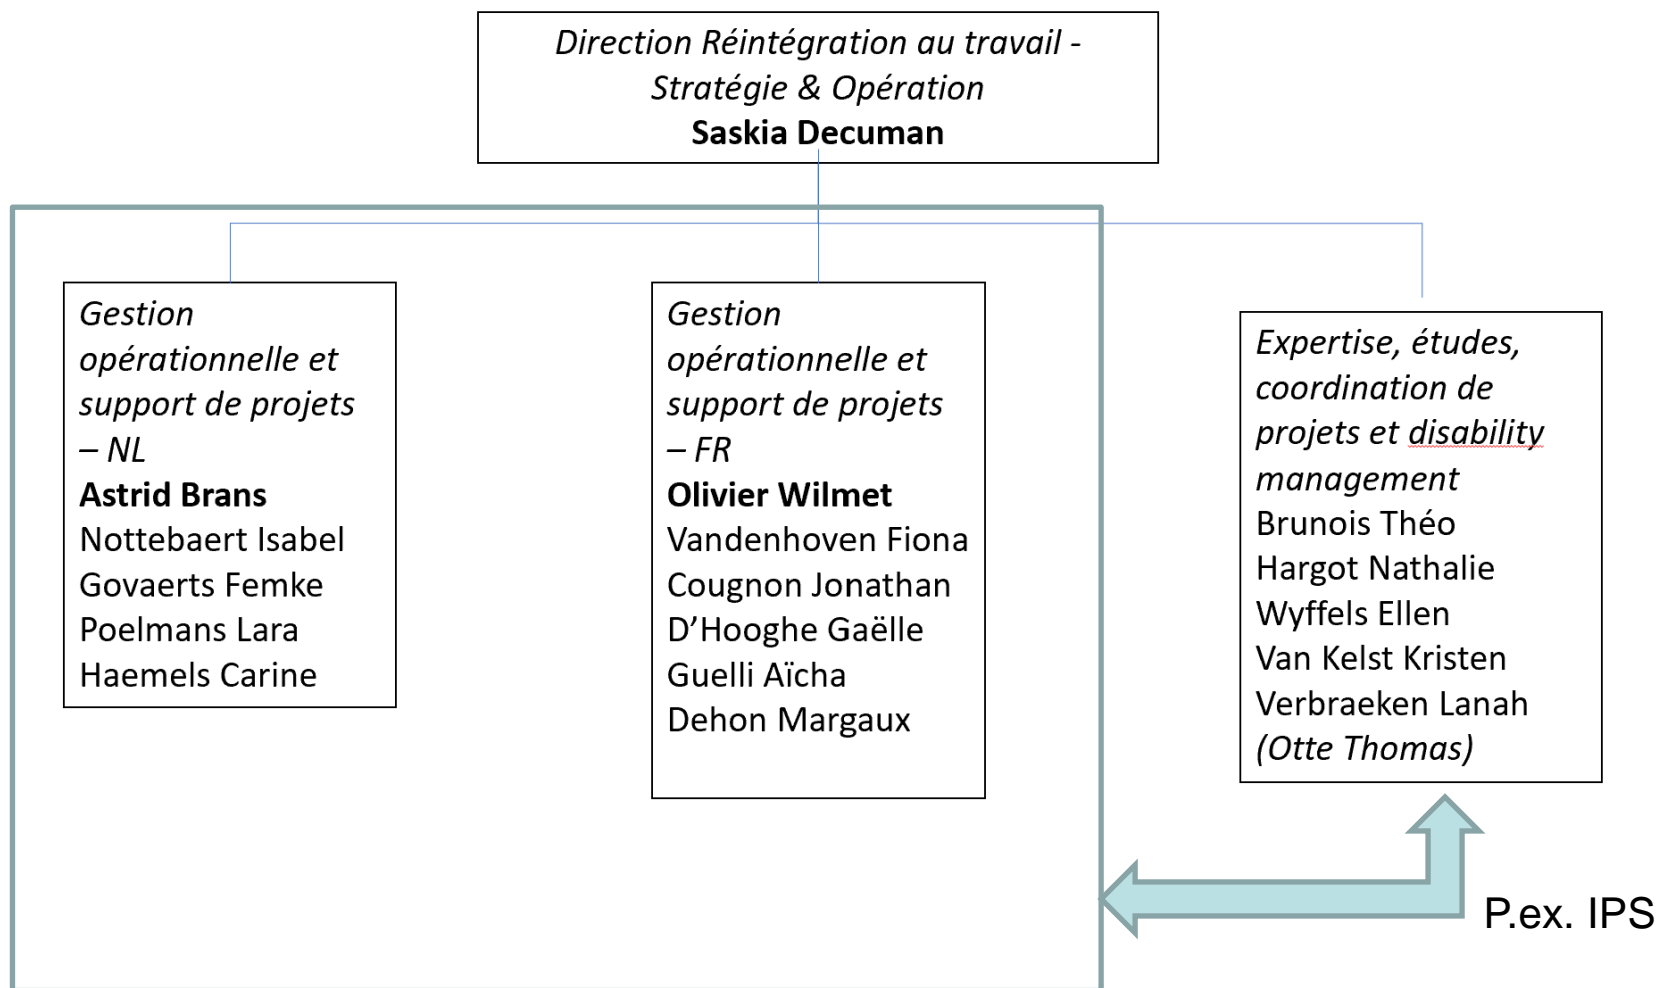 Direction Réintégration au travail -
Stratégie & Opération
Saskia Decuman
Gestion
opérationnelle et
support de projets
– NL
Astrid Brans
Nottebaert Isabel
Govaerts Femke
Poelmans Lara
Haemels Carine
Gestion
opérationnelle et
support de projets
– FR
Olivier Wilmet
Vandenhoven Fiona
Cougnon Jonathan
D’Hooghe Gaëlle
Guelli Aïcha
Dehon Margaux
Expertise, études,
coordination de
projets et disability
management
Brunois Théo
Hargot Nathalie
Wyffels Ellen
Van Kelst Kristen
Verbraeken Lanah
(Otte Thomas)
P.ex. IPS